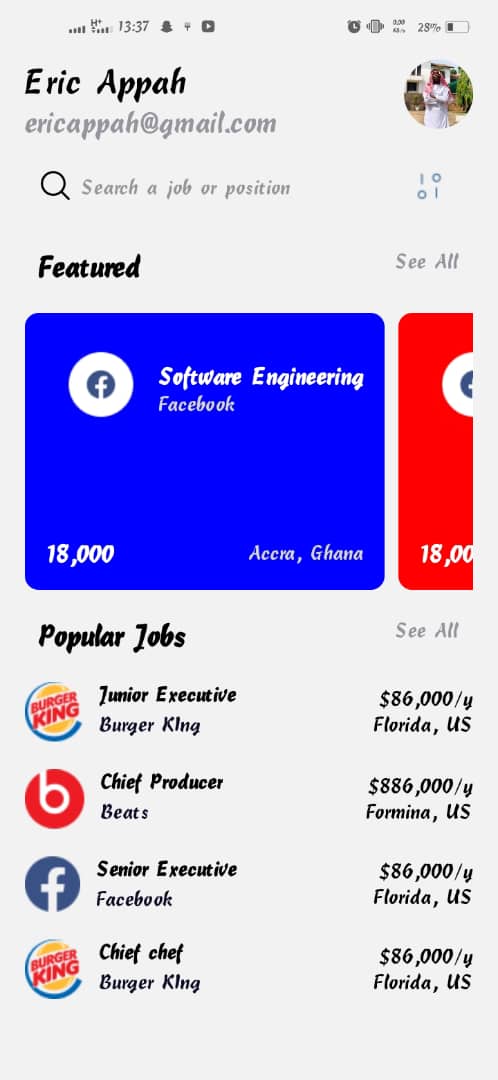 H+ 13:37 0,00 KB/s 28%
Eric Appah
ericappah@gmail.com
Search a job or position
Featured See All
Software Engineering
Facebook
18,000 Accra, Ghana 18,00
Popular Jobs See All
Junior Executive $86,000/y
BURGER KING Burger KIng Florida, US
Chief Producer $886,000/y
Beats Formina, US
Senior Executive $86,000/y
Facebook Florida, US
Chief chef $86,000/y
BURGER KING Burger KIng Florida, US